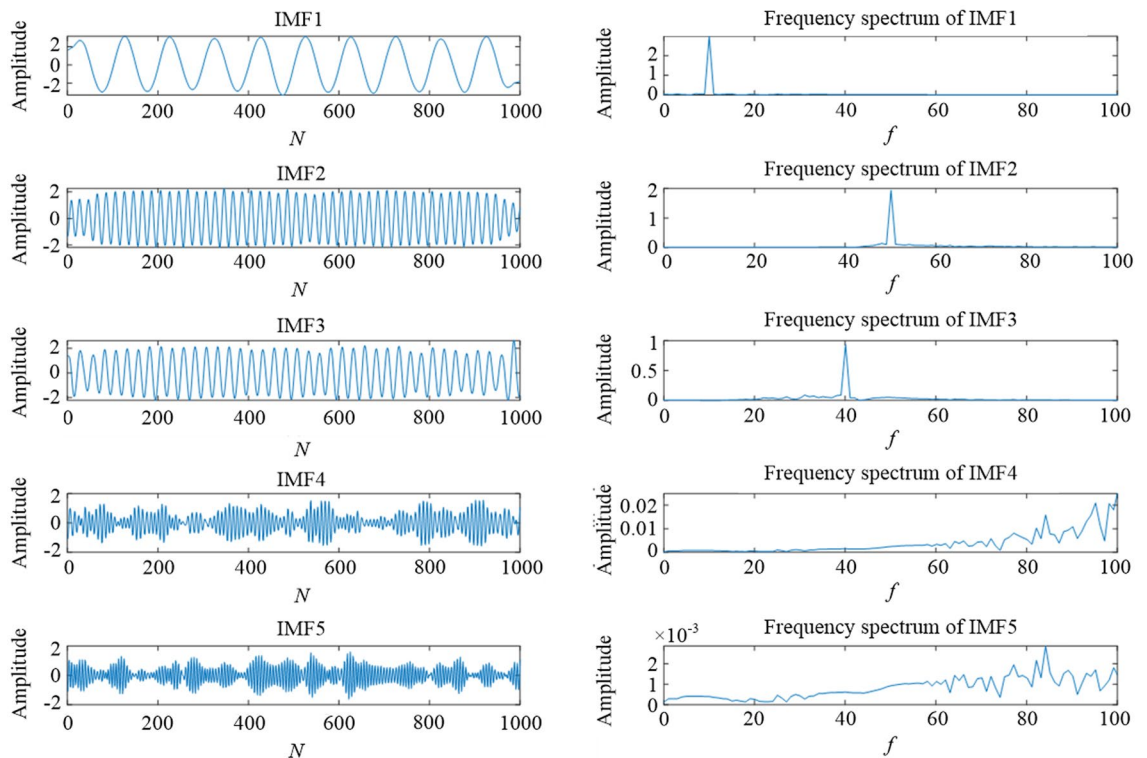 IMF1
Frequency spectrum of IMF1
Amplitude
2
0
-2
0 200 400 600 800 1000
N
Amplitude
3
2
1
0
0 20 40 60 80 100
f
IMF2
Frequency spectrum of IMF2
Amplitude
2
0
-2
0 200 400 600 800 1000
N
Amplitude
2
1
0
0 20 40 60 80 100
f
IMF3
Frequency spectrum of IMF3
Amplitude
2
0
-2
0 200 400 600 800 1000
N
Amplitude
1
0.5
0
0 20 40 60 80 100
f
IMF4
Frequency spectrum of IMF4
Amplitude
2
0
-2
0 200 400 600 800 1000
N
Amplitude
0.02
0.01
0
0 20 40 60 80 100
f
IMF5
Frequency spectrum of IMF5
Amplitude
2
0
-2
0 200 400 600 800 1000
N
×10-3
Amplitude
2
1
0
0 20 40 60 80 100
f